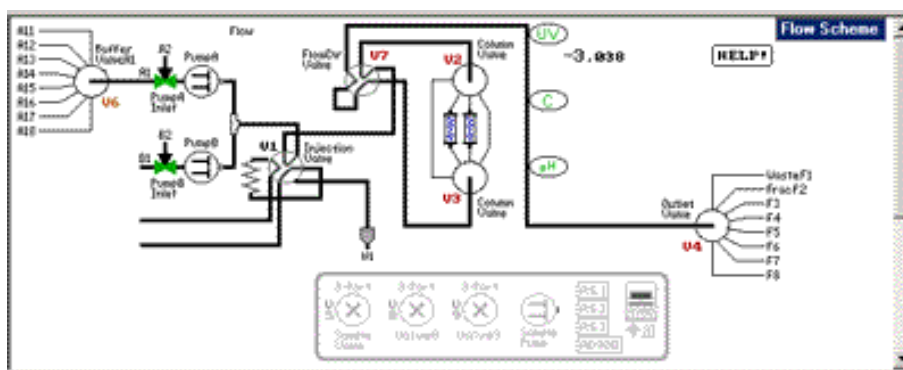 Flow Scheme
HELP!
Flow
A11
A12
A13
A14
A15
A16
A17
A18
Buffer
ValveA1
V6
A2
A1
PumpA
PumpA
Inlet
B2
B1
PumpB
PumpB
Inlet
V1
Injection
Valve
W1
FlowDir
Valve
V7
V2
Column
Valve
V3
Column
Valve
UV
-3.038
C
pH
Outlet
Valve
V4
WasteF1
fracF2
F3
F4
F5
F6
F7
F8
Pump